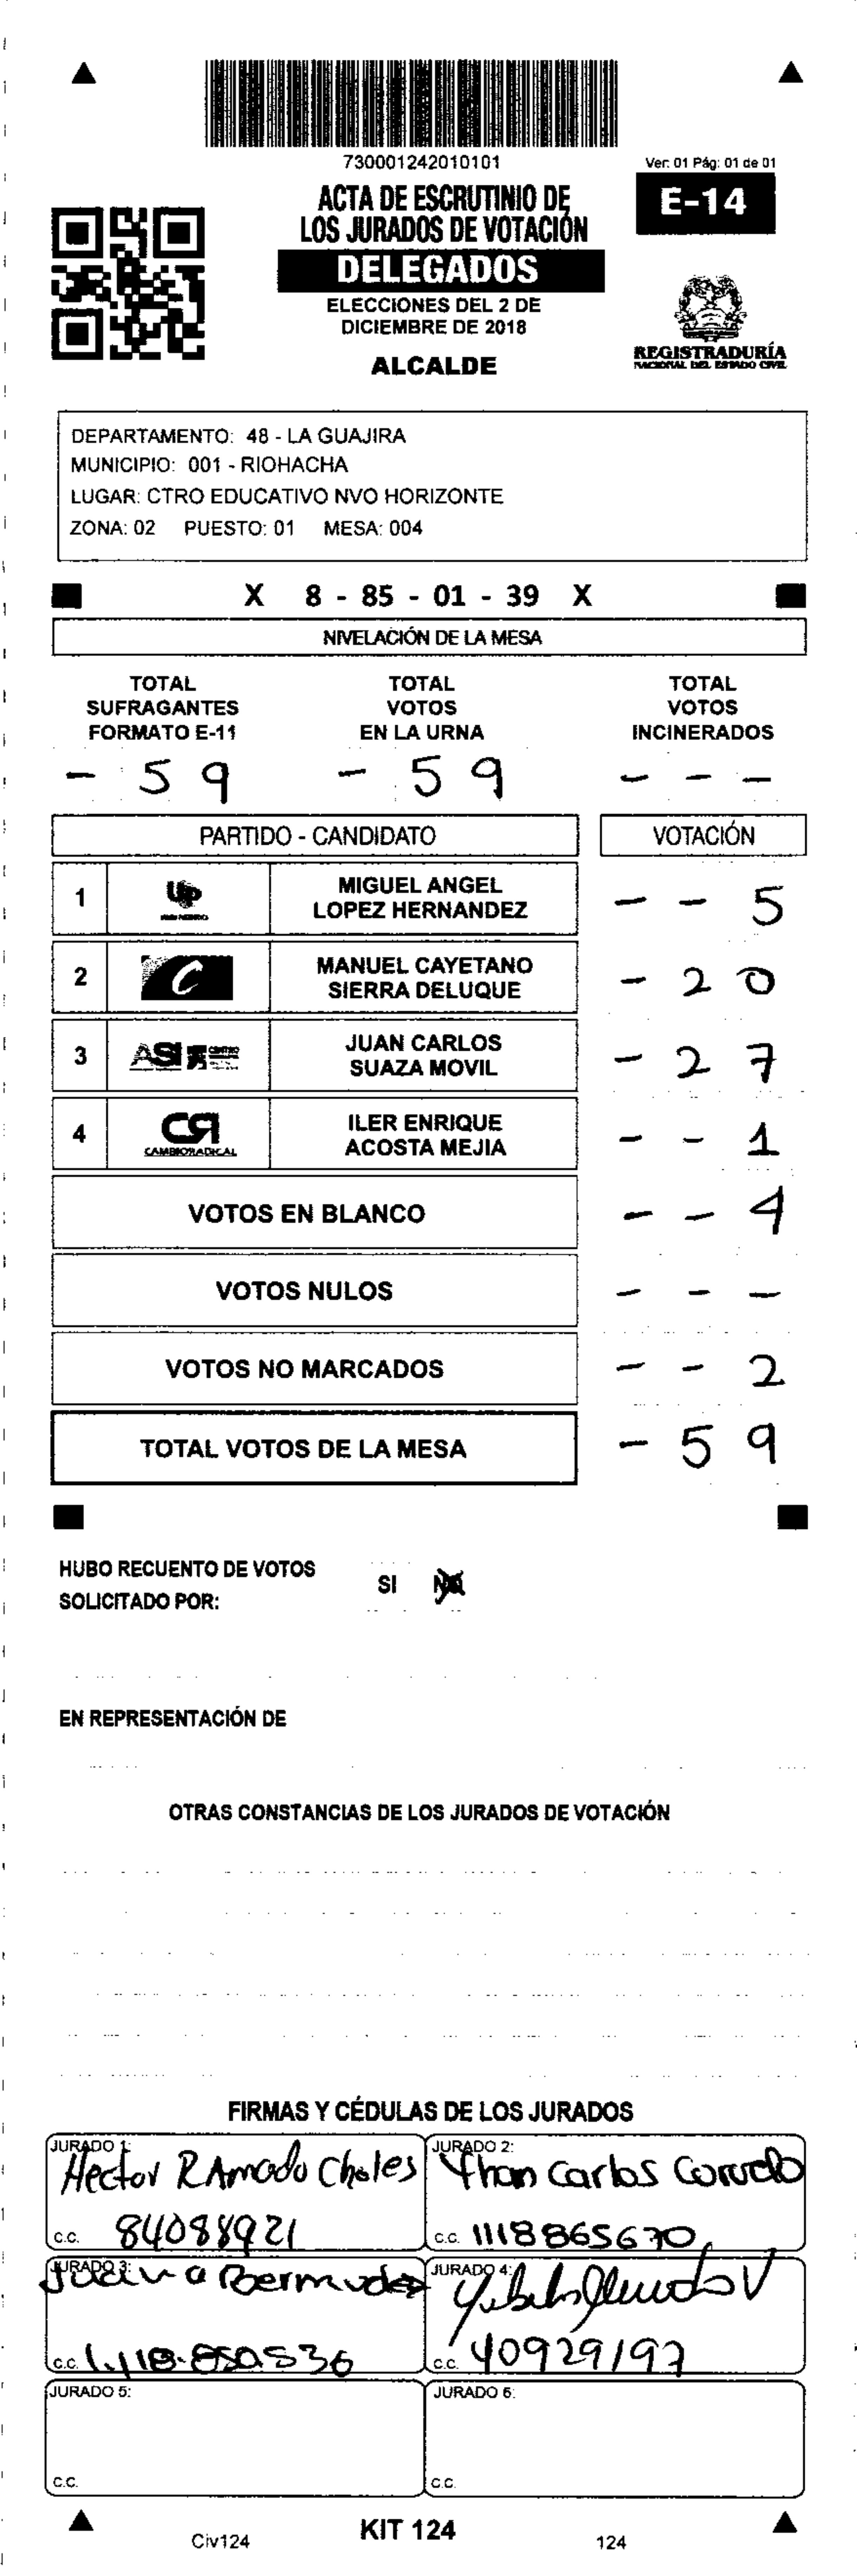 730001242010101
Ver: 01 Pág: 01 de 01
ACTA DE ESCRUTINIO DE
LOS JURADOS DE VOTACIÓN
E-14
DELEGADOS
ELECCIONES DEL 2 DE
DICIEMBRE DE 2018
ALCALDE
REGISTRADURÍA
NACIONAL DEL ESTADO CIVIL
DEPARTAMENTO: 48 - LA GUAJIRA
MUNICIPIO: 001 - RIOHACHA
LUGAR: CTRO EDUCATIVO NVO HORIZONTE
ZONA: 02 PUESTO: 01 MESA: 004
X 8 - 85 - 01 - 39 X
NIVELACIÓN DE LA MESA
TOTAL SUFRAGANTES FORMATO E-11
TOTAL VOTOS EN LA URNA
TOTAL VOTOS INCINERADOS
- 5 9 - 5 9 - - -
PARTIDO - CANDIDATO VOTACIÓN
1 UP MIGUEL ANGEL
LOPEZ HERNANDEZ - - 5
2 C MANUEL CAYETANO
SIERRA DELUQUE - 2 0
3 ASI JUAN CARLOS
SUAZA MOVIL - 2 7
4 CR CAMBIO RADICAL ILER ENRIQUE
ACOSTA MEJIA - - 1
VOTOS EN BLANCO - - 4
VOTOS NULOS - - -
VOTOS NO MARCADOS - - 2
TOTAL VOTOS DE LA MESA - 5 9
HUBO RECUENTO DE VOTOS SI NO
SOLICITADO POR:
EN REPRESENTACIÓN DE
OTRAS CONSTANCIAS DE LOS JURADOS DE VOTACIÓN
FIRMAS Y CÉDULAS DE LOS JURADOS
JURADO 1:
Hector R Amado Choles
C.C. 84088921
JURADO 2:
Yhan Carlos
C.C. 1118865670
JURADO 3:
Bermudez
C.C. 1.118.850.536
JURADO 4:
C.C. 40929197
JURADO 5:
C.C.
JURADO 6:
C.C.
Civ124
KIT 124
124